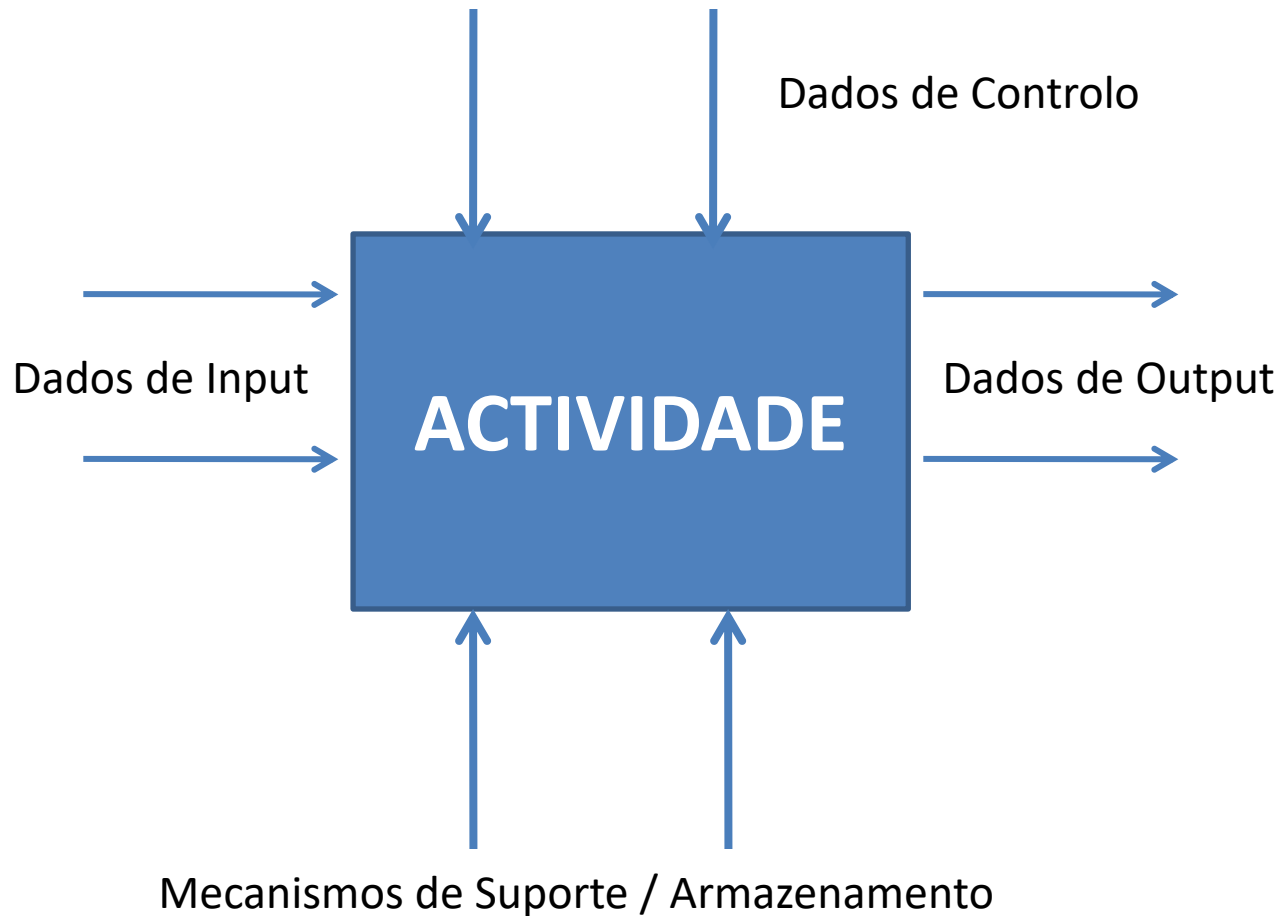 Dados de Controlo
Dados de Input
ACTIVIDADE
Dados de Output
Mecanismos de Suporte / Armazenamento